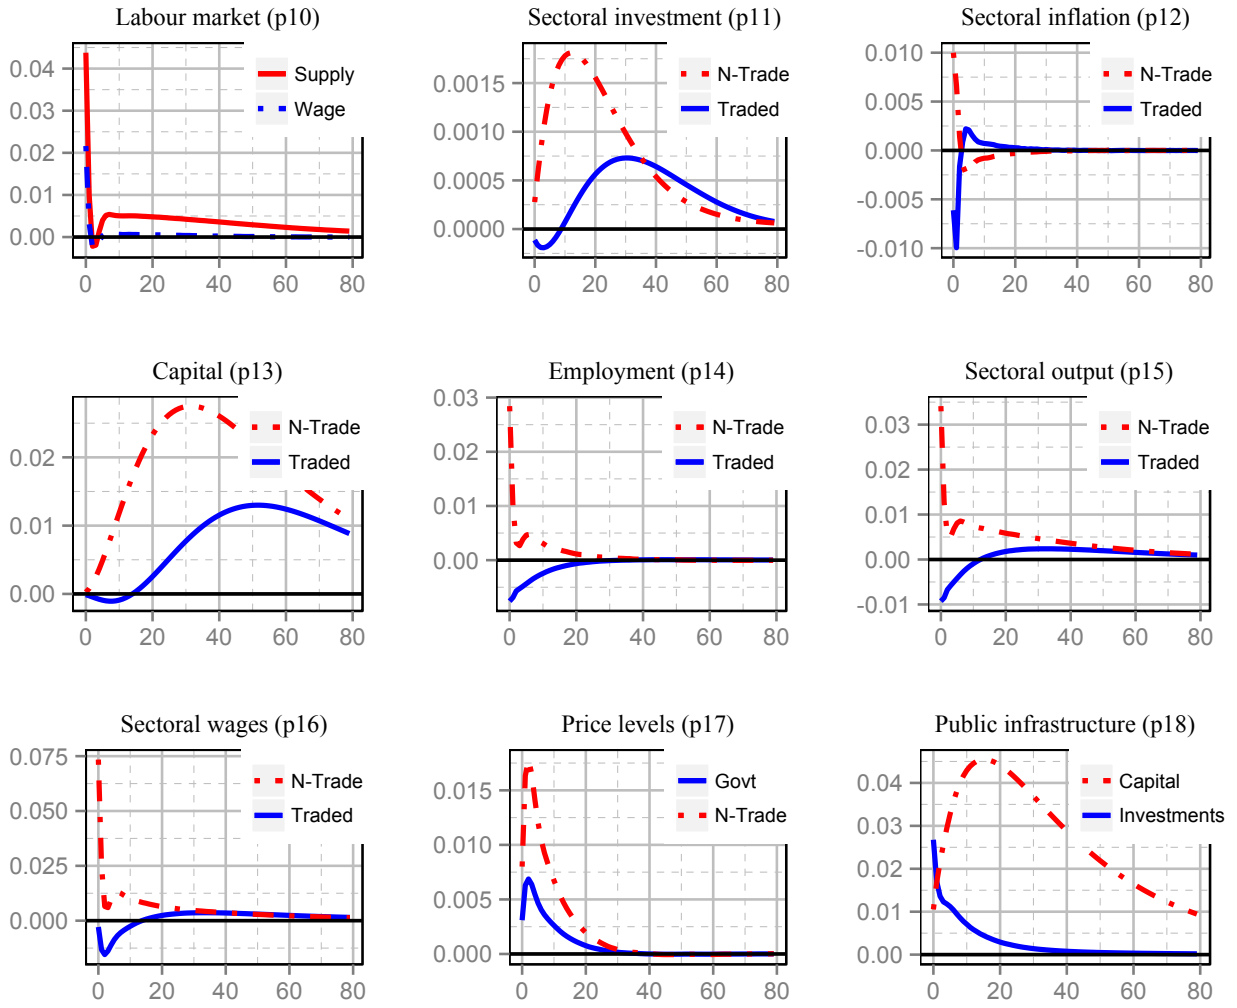 Labour market (p10)
0.04
0.03
0.02
0.01
0.00
Supply
Wage
0 20 40 60 80
Sectoral investment (p11)
0.0015
0.0010
0.0005
0.0000
N-Trade
Traded
0 20 40 60 80
Sectoral inflation (p12)
0.010
0.005
0.000
-0.005
-0.010
N-Trade
Traded
0 20 40 60 80
Capital (p13)
0.02
0.01
0.00
N-Trade
Traded
0 20 40 60 80
Employment (p14)
0.03
0.02
0.01
0.00
N-Trade
Traded
0 20 40 60 80
Sectoral output (p15)
0.03
0.02
0.01
0.00
-0.01
N-Trade
Traded
0 20 40 60 80
Sectoral wages (p16)
0.075
0.050
0.025
0.000
N-Trade
Traded
0 20 40 60 80
Price levels (p17)
0.015
0.010
0.005
0.000
Govt
N-Trade
0 20 40 60 80
Public infrastructure (p18)
0.04
0.03
0.02
0.01
0.00
Capital
Investments
0 20 40 60 80